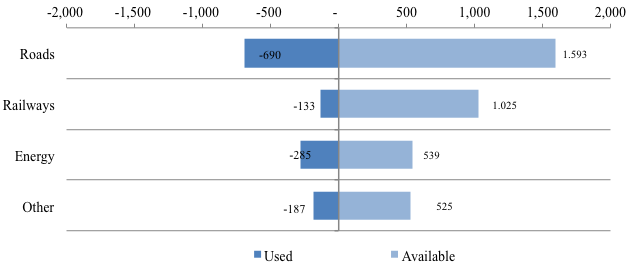 -2,000 -1,500 -1,000 -500 - 500 1,000 1,500 2,000
Roads -690 1.593
Railways -133 1.025
Energy -285 539
Other -187 525
Used Available